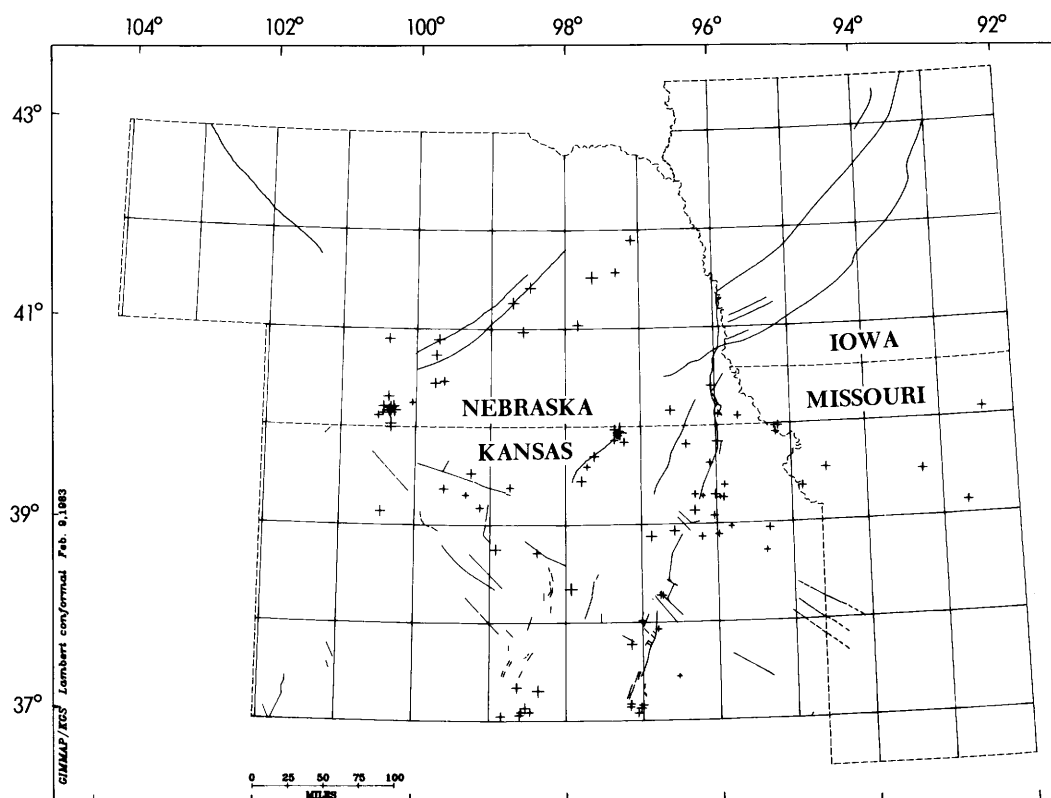 104° 102° 100° 98° 96° 94° 92°
43°
41°
39°
37°
IOWA
MISSOURI
NEBRASKA
KANSAS
GIMMAP/KGS Lambert conformal Feb. 9,1983
0 25 50 75 100
MILES